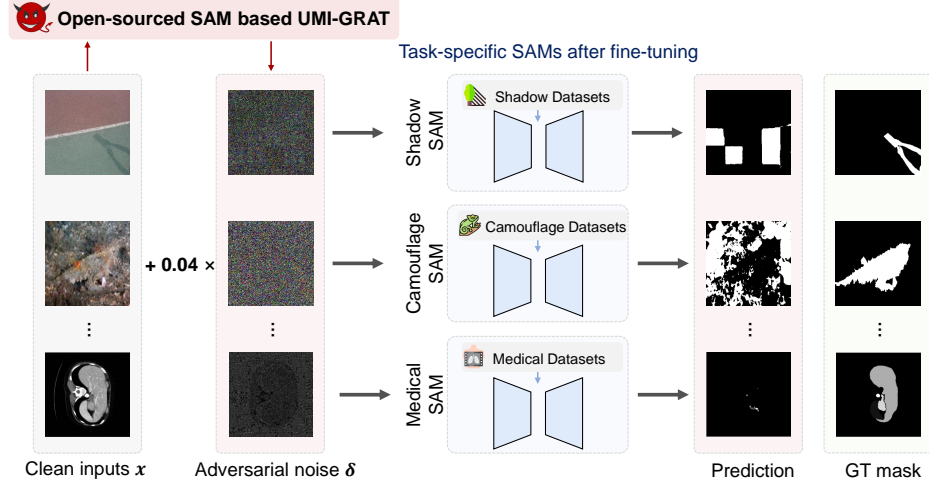 Open-sourced SAM based UMI-GRAT
Task-specific SAMs after fine-tuning
Shadow
SAM
Shadow Datasets
+ 0.04 ×
Camouflage
SAM
Camouflage Datasets
⋮ ⋮ ⋮ ⋮
Medical
SAM
Medical Datasets
Clean inputs x
Adversarial noise δ
Prediction
GT mask